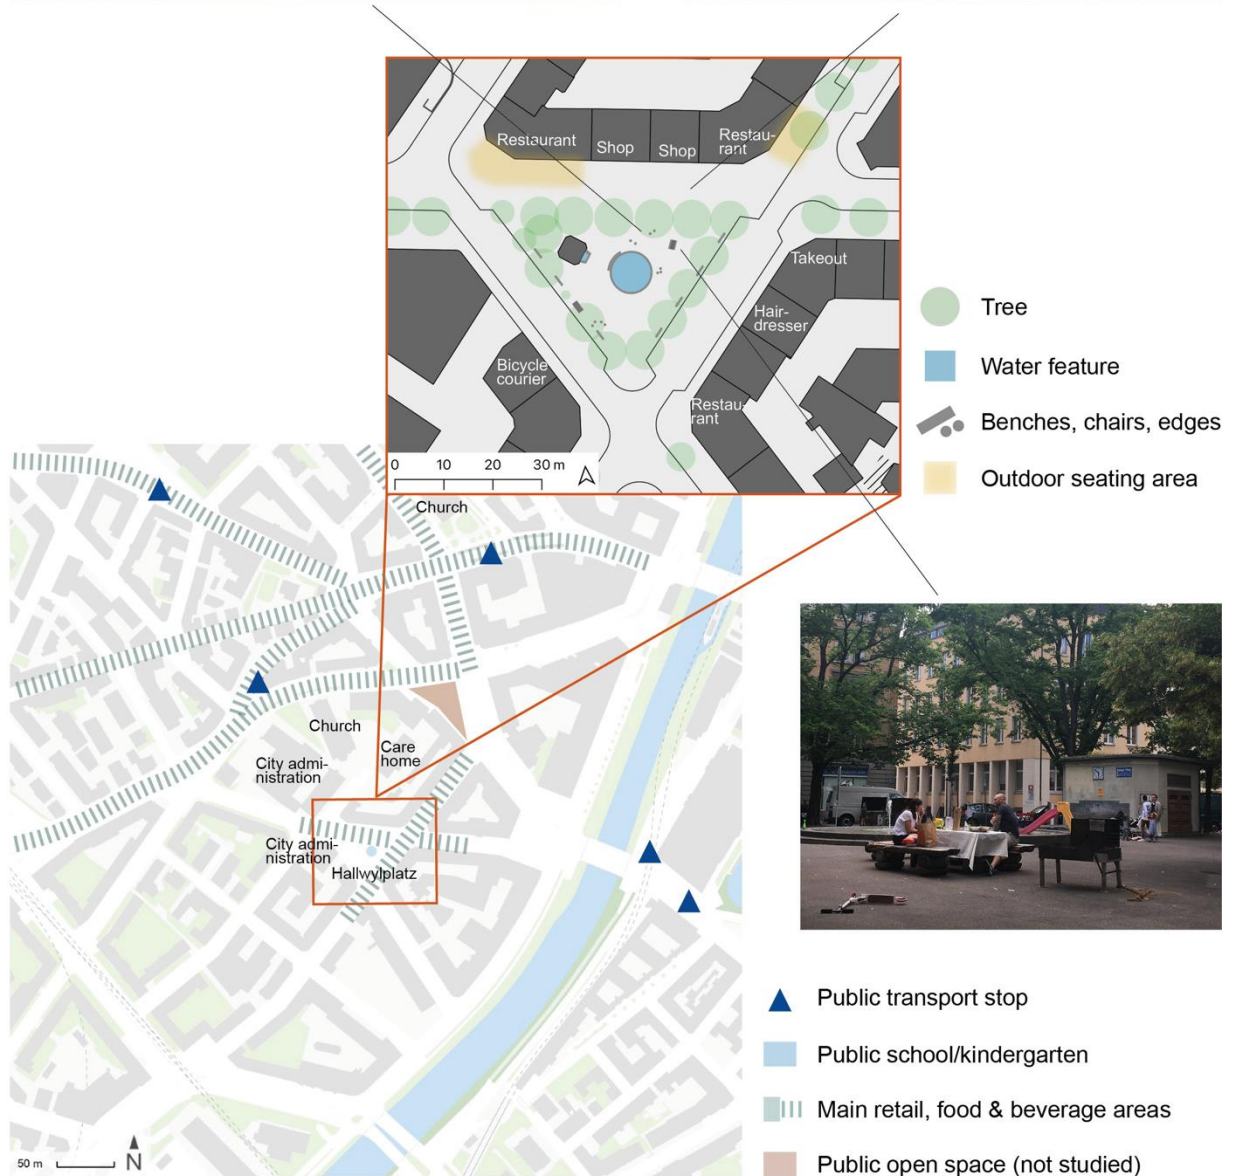 Restaurant
Shop
Shop
Restau-
rant
Takeout
Hair-
dresser
Bicycle
courier
Restau-
rant
0 10 20 30 m
Tree
Water feature
Benches, chairs, edges
Outdoor seating area
Church
Church
Care
home
City admi-
nistration
City admi-
nistration
Hallwylplatz
50 m
N
Public transport stop
Public school/kindergarten
Main retail, food & beverage areas
Public open space (not studied)